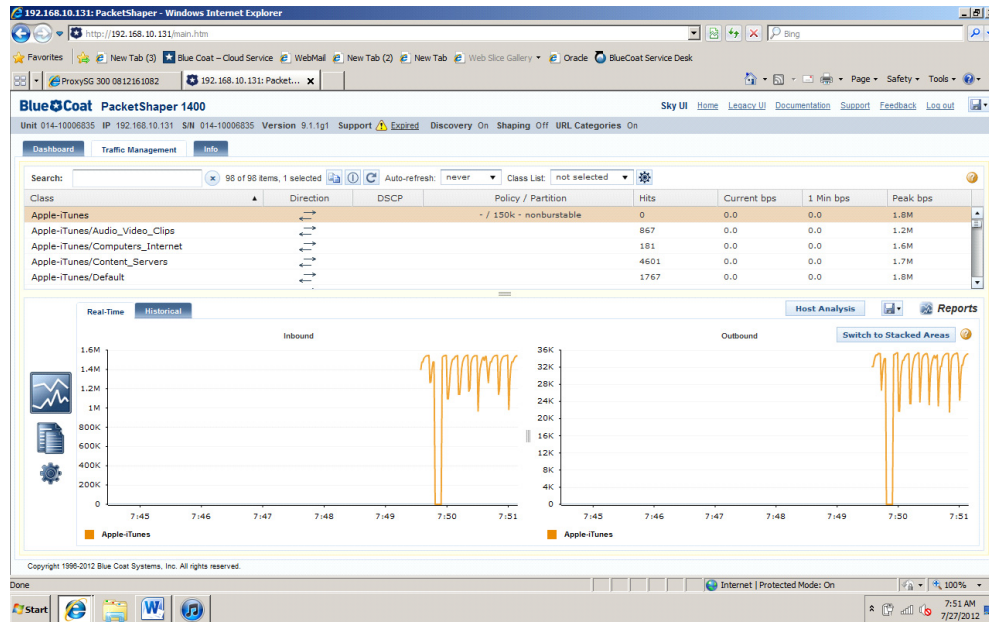 192.168.10.131: PacketShaper - Windows Internet Explorer
http://192.168.10.131/main.htm
Bing
Favorites New Tab (3) Blue Coat – Cloud Service WebMail New Tab (2) New Tab Web Slice Gallery Oracle BlueCoat Service Desk
ProxySG 300 0812161082 192.168.10.131: Packet... Page Safety Tools
Blue Coat PacketShaper 1400 Sky UI Home Legacy UI Documentation Support Feedback Log out
Unit 014-10006835 IP 192.168.10.131 S/N 014-10006835 Version 9.1.1g1 Support Expired Discovery On Shaping Off URL Categories On
Dashboard Traffic Management Info
Search: 98 of 98 items, 1 selected Auto-refresh: never Class List: not selected
Class Direction DSCP Policy / Partition Hits Current bps 1 Min bps Peak bps
Apple-iTunes - / 150k - nonburstable 0 0.0 0.0 1.8M
Apple-iTunes/Audio_Video_Clips 867 0.0 0.0 1.2M
Apple-iTunes/Computers_Internet 181 0.0 0.0 1.6M
Apple-iTunes/Content_Servers 4601 0.0 0.0 1.7M
Apple-iTunes/Default 1767 0.0 0.0 1.8M
Real-Time Historical Host Analysis Reports
Inbound
Outbound Switch to Stacked Areas
1.6M
1.4M
1.2M
1M
800K
600K
400K
200K
0
7:45 7:46 7:47 7:48 7:49 7:50 7:51
Apple-iTunes
36K
32K
28K
24K
20K
16K
12K
8K
4K
0
7:45 7:46 7:47 7:48 7:49 7:50 7:51
Apple-iTunes
Copyright 1996-2012 Blue Coat Systems, Inc. All rights reserved.
Done Internet | Protected Mode: On 100%
Start 7:51 AM
7/27/2012